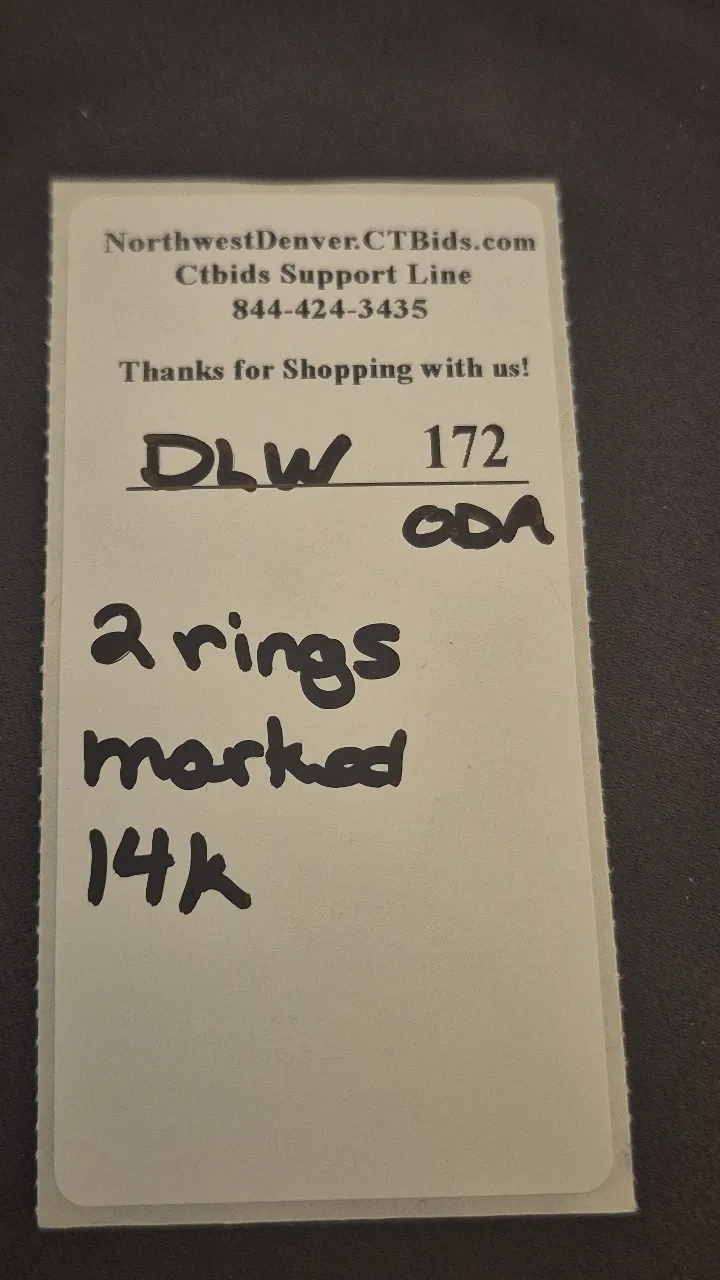 NorthwestDenver.CTBids.com
Ctbids Support Line
844-424-3435
Thanks for Shopping with us!
DLW 172
ODA
2 rings
marked
14k